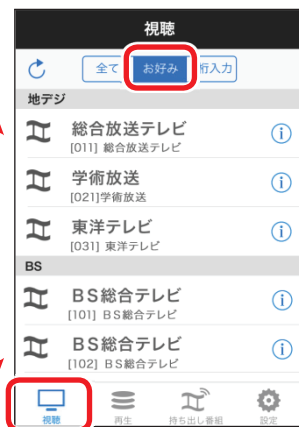 視聴
全て お好み 桁入力
地デジ
総合放送テレビ
[011] 総合放送テレビ
学術放送
[021]学術放送
東洋テレビ
[031] 東洋テレビ
BS
BS総合テレビ
[101] BS総合テレビ
BS総合テレビ
[102] BS総合テレビ
視聴 再生 持ち出し番組 設定